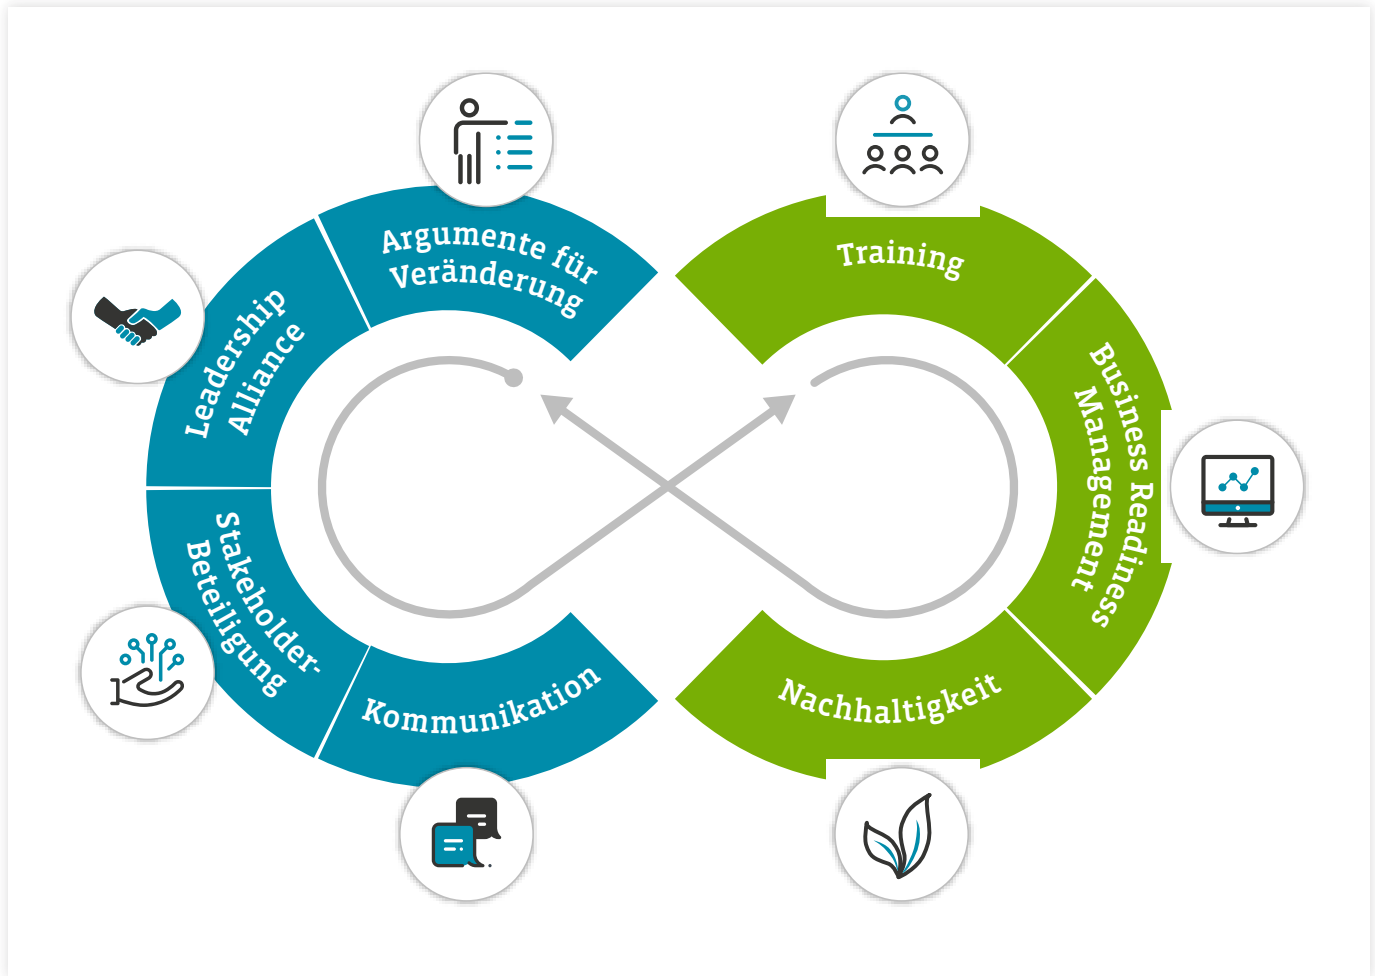 Argumente für
Veränderung
Leadership
Alliance
Stakeholder-
Beteiligung
Kommunikation
Training
Business Readiness
Management
Nachhaltigkeit